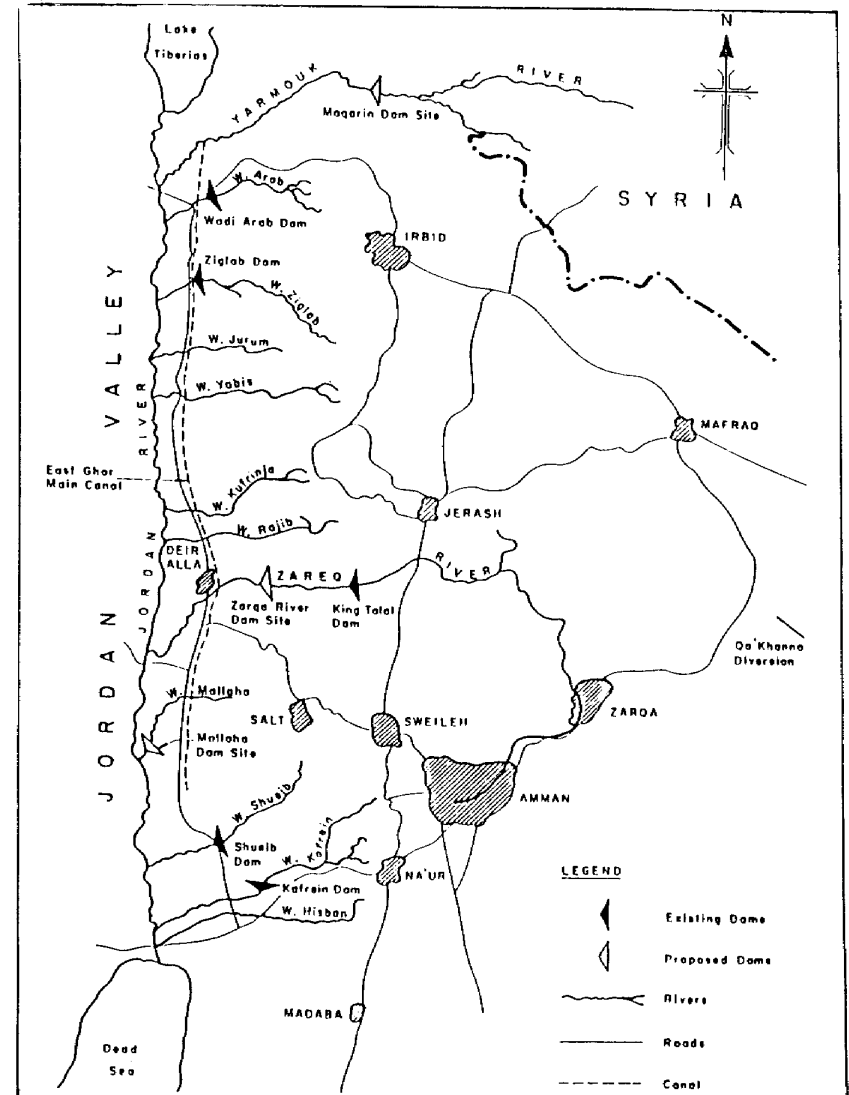 Lake
Tiberias
N
YARMOUK
RIVER
Maqarin Dam Site
SYRIA
W. Arab
Wadi Arab Dam
IRBID
Ziglab Dam
W. Ziglab
W. Jurum
W. Yabis
MAFRAQ
East Ghor
Main Canal
W. Kufrinja
JERASH
W. Rajib
DEIR
ALLA
ZAREQ
RIVER
Zarqa River
Dam Site
King Talal
Dam
Qa'Khanna
Diversion
JORDAN VALLEY
JORDAN RIVER
W. Mallaha
Mallaha
Dam Site
SALT
SWEILEH
ZARQA
AMMAN
W. Shueib
Shueib
Dam
W. Kafrein
Kafrein Dam
NA'UR
W. Hisban
MADABA
Dead
Sea
LEGEND
Existing Dams
Proposed Dams
Rivers
Roads
Canal